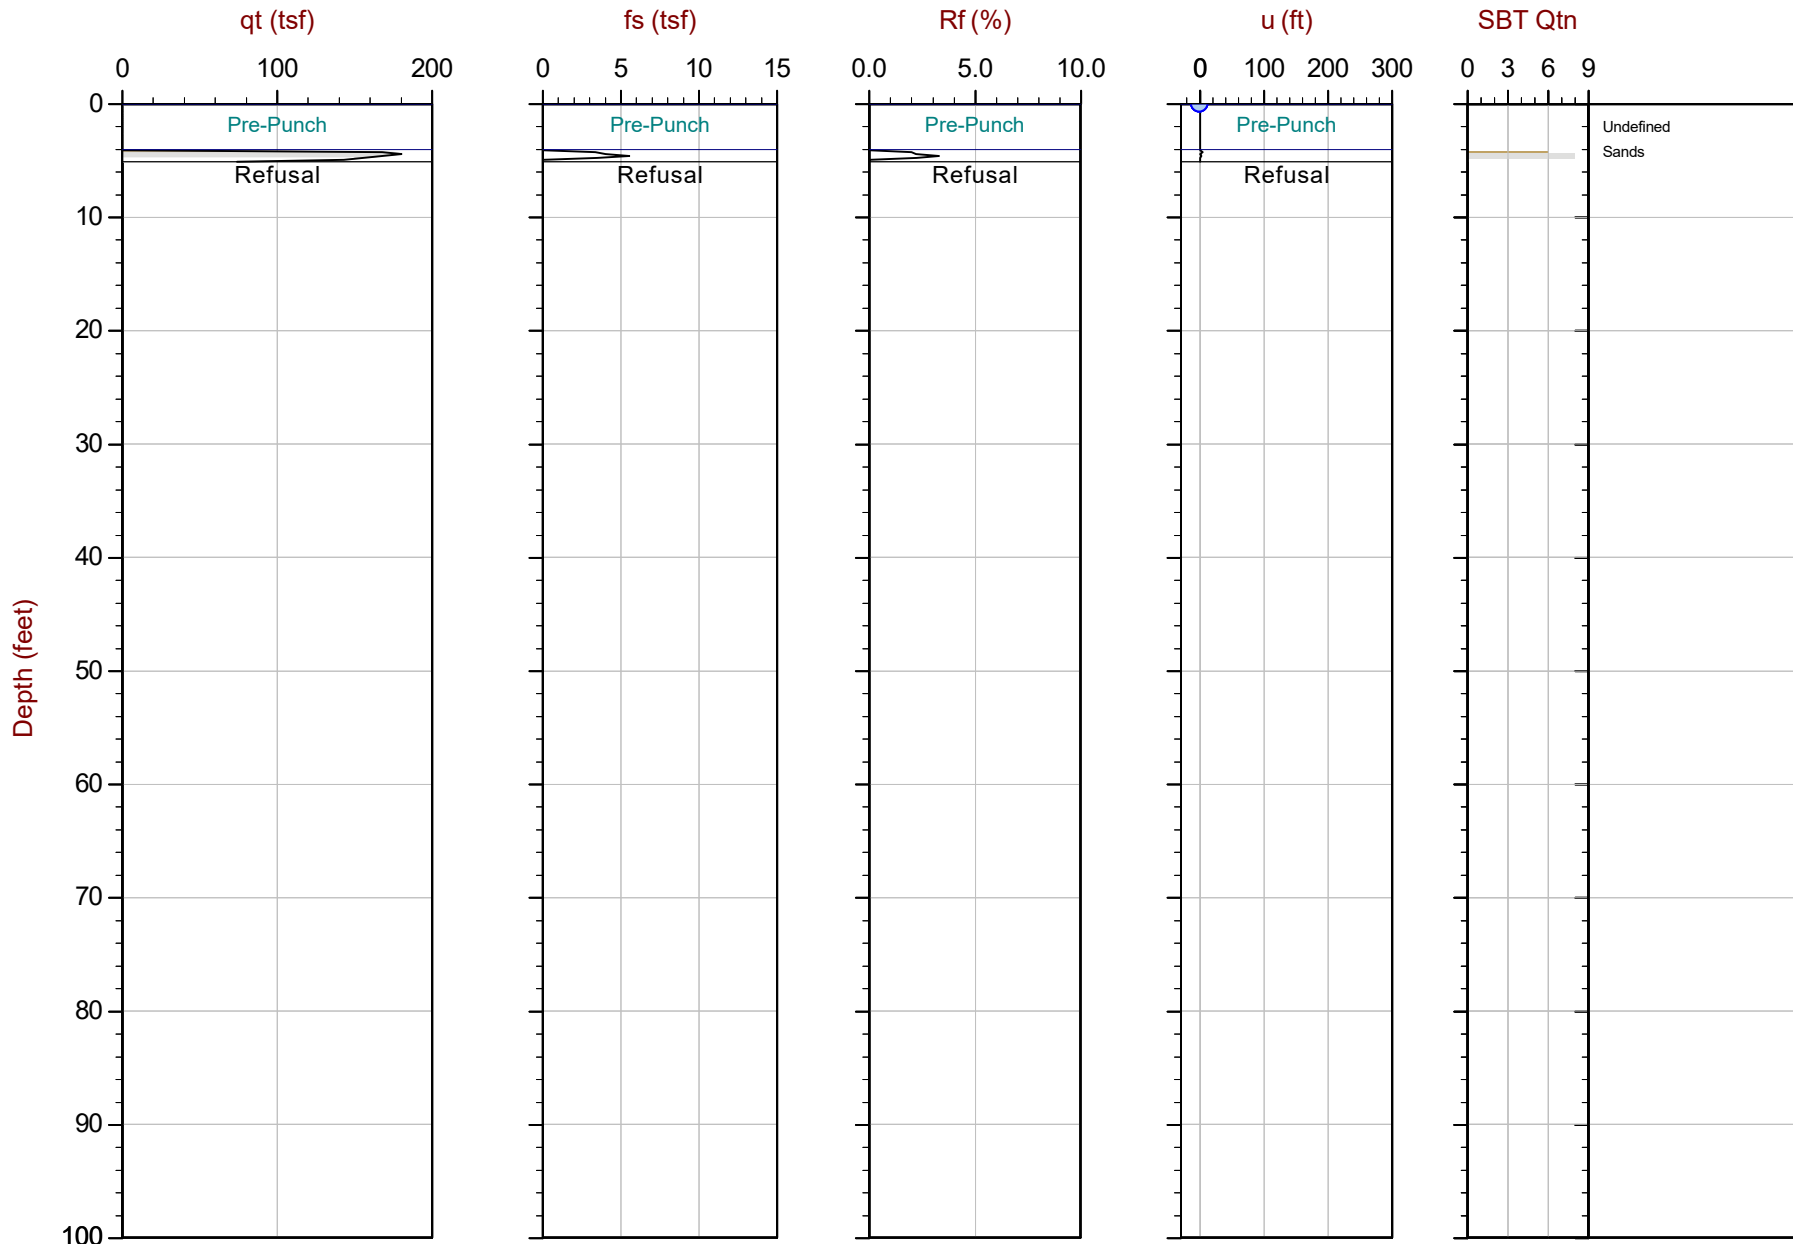 qt (tsf) fs (tsf) Rf (%) u (ft) SBT Qtn
0 100 200 0 5 10 15 0.0 5.0 10.0 0 100 200 300 0 3 6 9
0
Pre-Punch Pre-Punch Pre-Punch Pre-Punch Undefined
Sands
Refusal Refusal Refusal Refusal
10
20
30
40
50
Depth (feet)
60
70
80
90
100